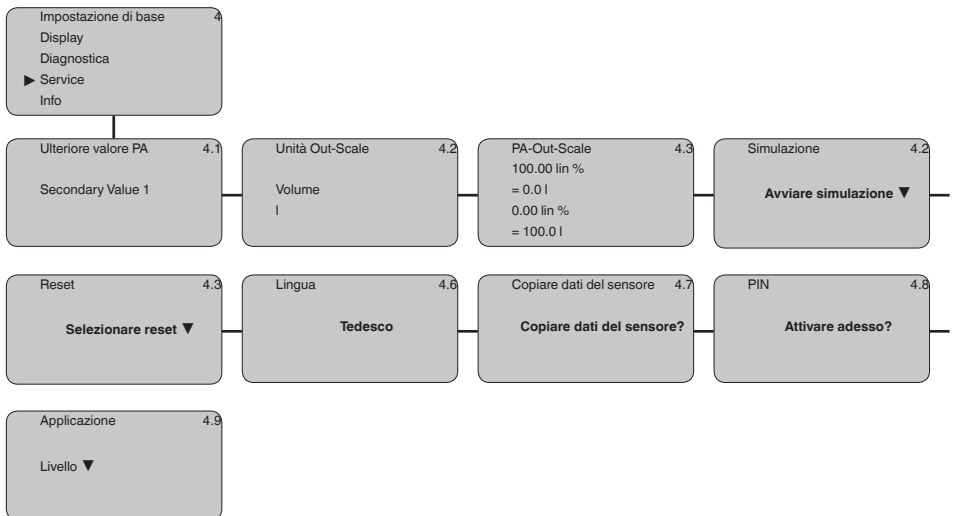 Impostazione di base 4
Display
Diagnostica
▶ Service
Info
Ulteriore valore PA 4.1
Secondary Value 1
Unità Out-Scale 4.2
Volume
l
PA-Out-Scale 4.3
100.00 lin %
= 0.0 l
0.00 lin %
= 100.0 l
Simulazione 4.2
Avviare simulazione ▼
Reset 4.3
Selezionare reset ▼
Lingua 4.6
Tedesco
Copiare dati del sensore 4.7
Copiare dati del sensore?
PIN 4.8
Attivare adesso?
Applicazione 4.9
Livello ▼